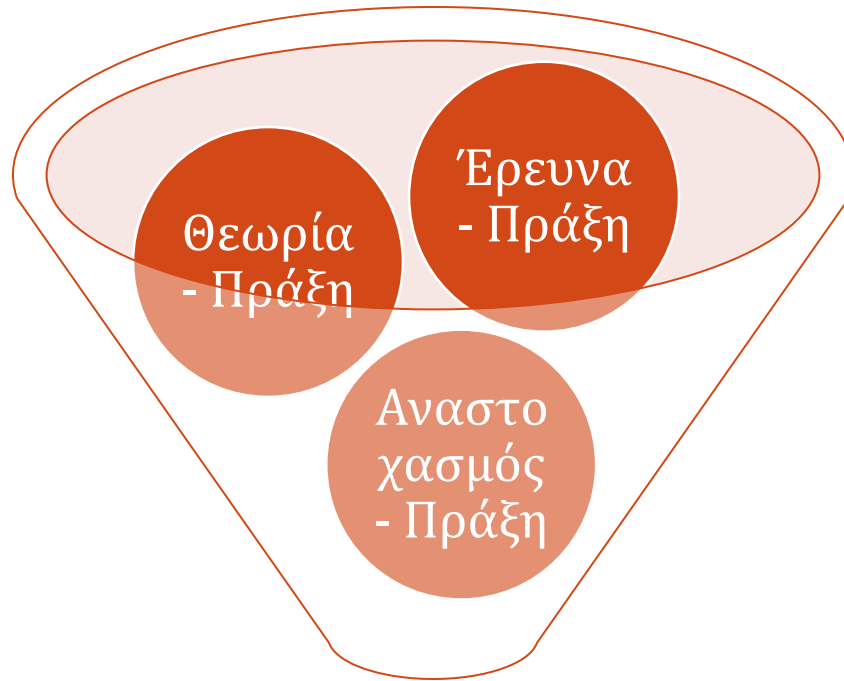 Θεωρία
- Πράξη
Έρευνα
- Πράξη
Αναστο
χασμός
- Πράξη